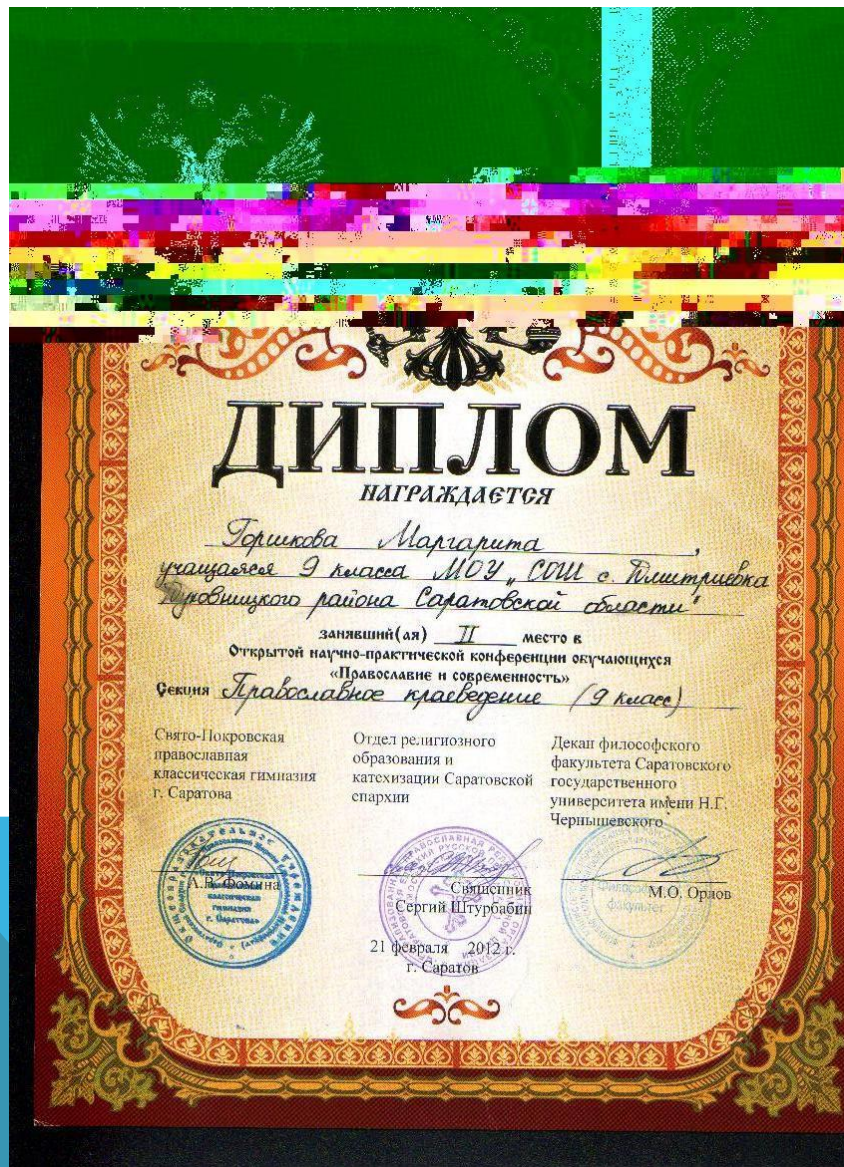 ДИПЛОМ
НАГРАЖДАЕТСЯ
Горшкова Маргарита,
учащаяся 9 класса МОУ „СОШ с. Дмитриевка
Духовницкого района Саратовской области"
занявший(ая) II место в
Открытой научно-практической конференции обучающихся
«Православие и современность»
Секция Православное краеведение (9 класс)
Свято-Покровская
православная
классическая гимназия
г. Саратова
Отдел религиозного
образования и
катехизации Саратовской
епархии
Декан философского
факультета Саратовского
государственного
университета имени Н.Г.
Чернышевского
А.В. Фомина
Священник
Сергий Штурбабин
М.О. Орлов
21 февраля 2012 г.
г. Саратов